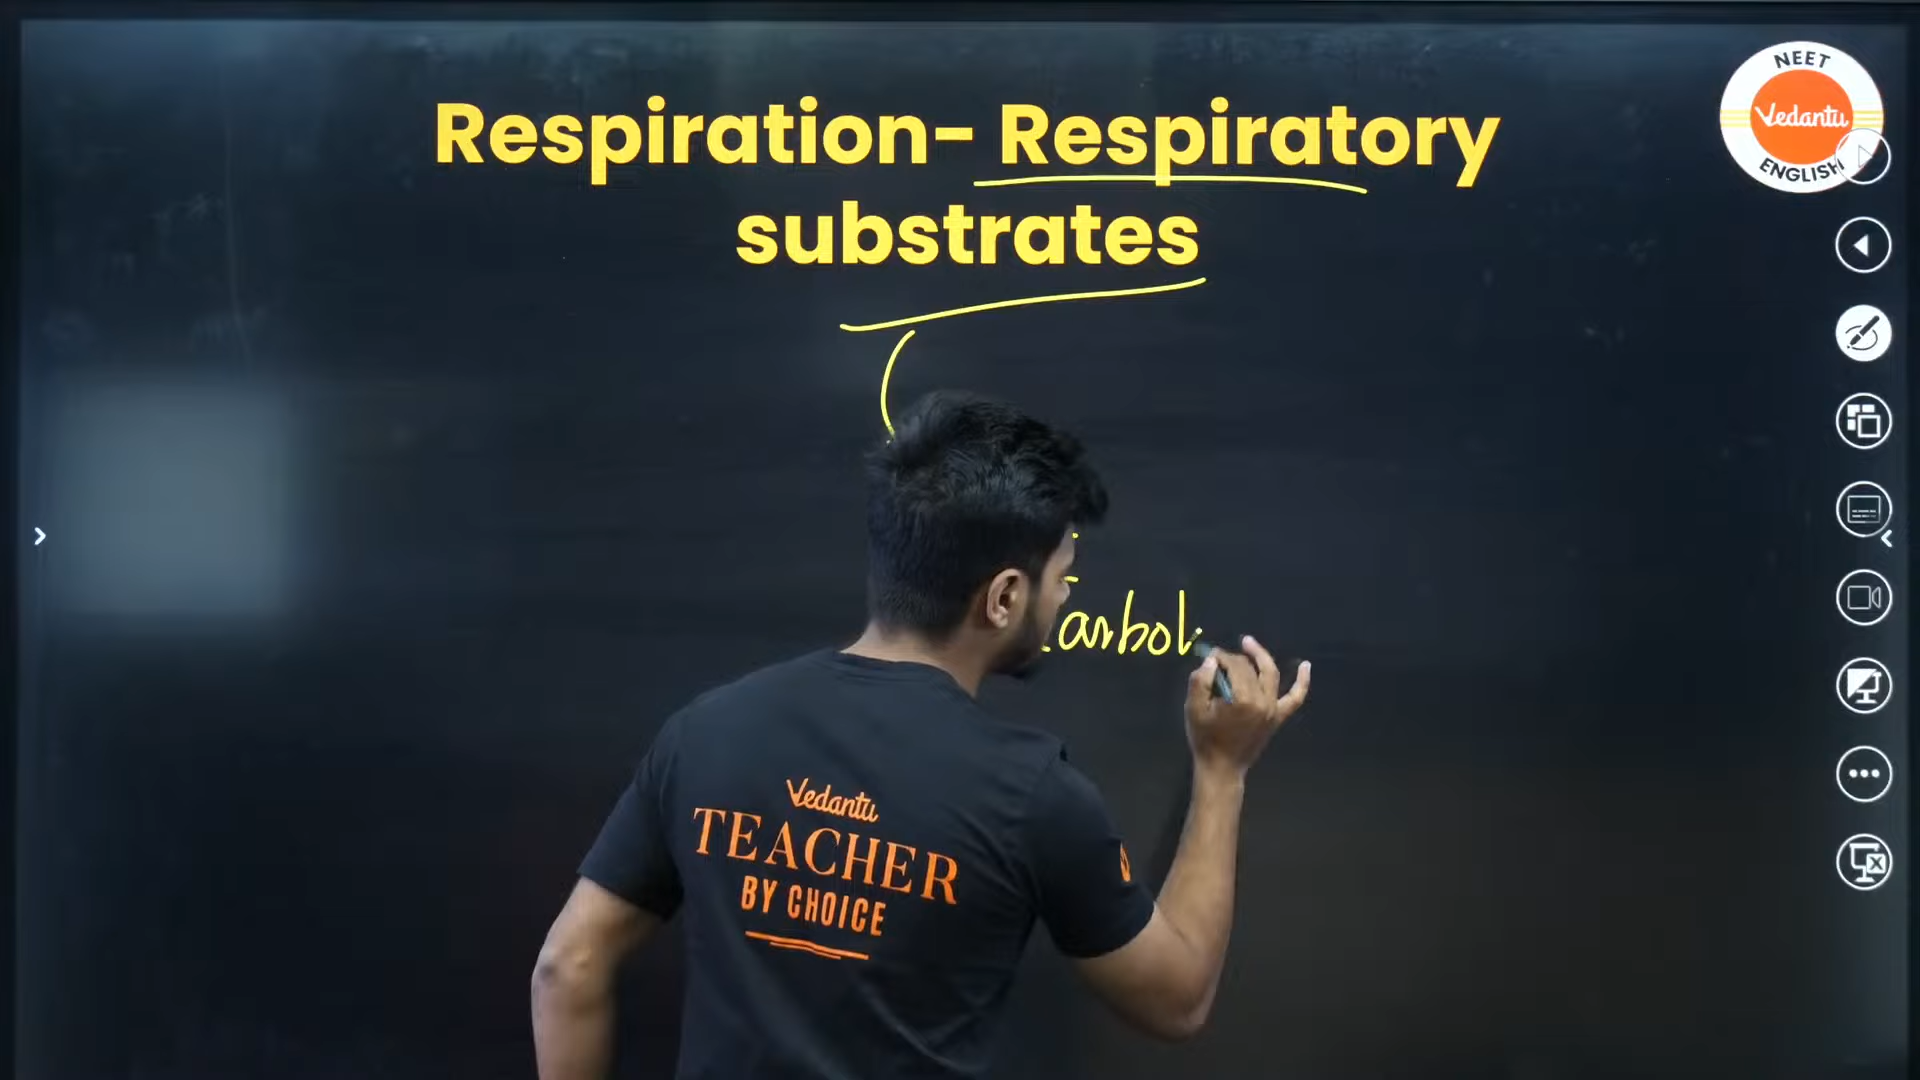 Respiration- Respiratory
substrates
NEET
Vedantu
ENGLISH
arbol
Vedantu
TEACHER
BY CHOICE